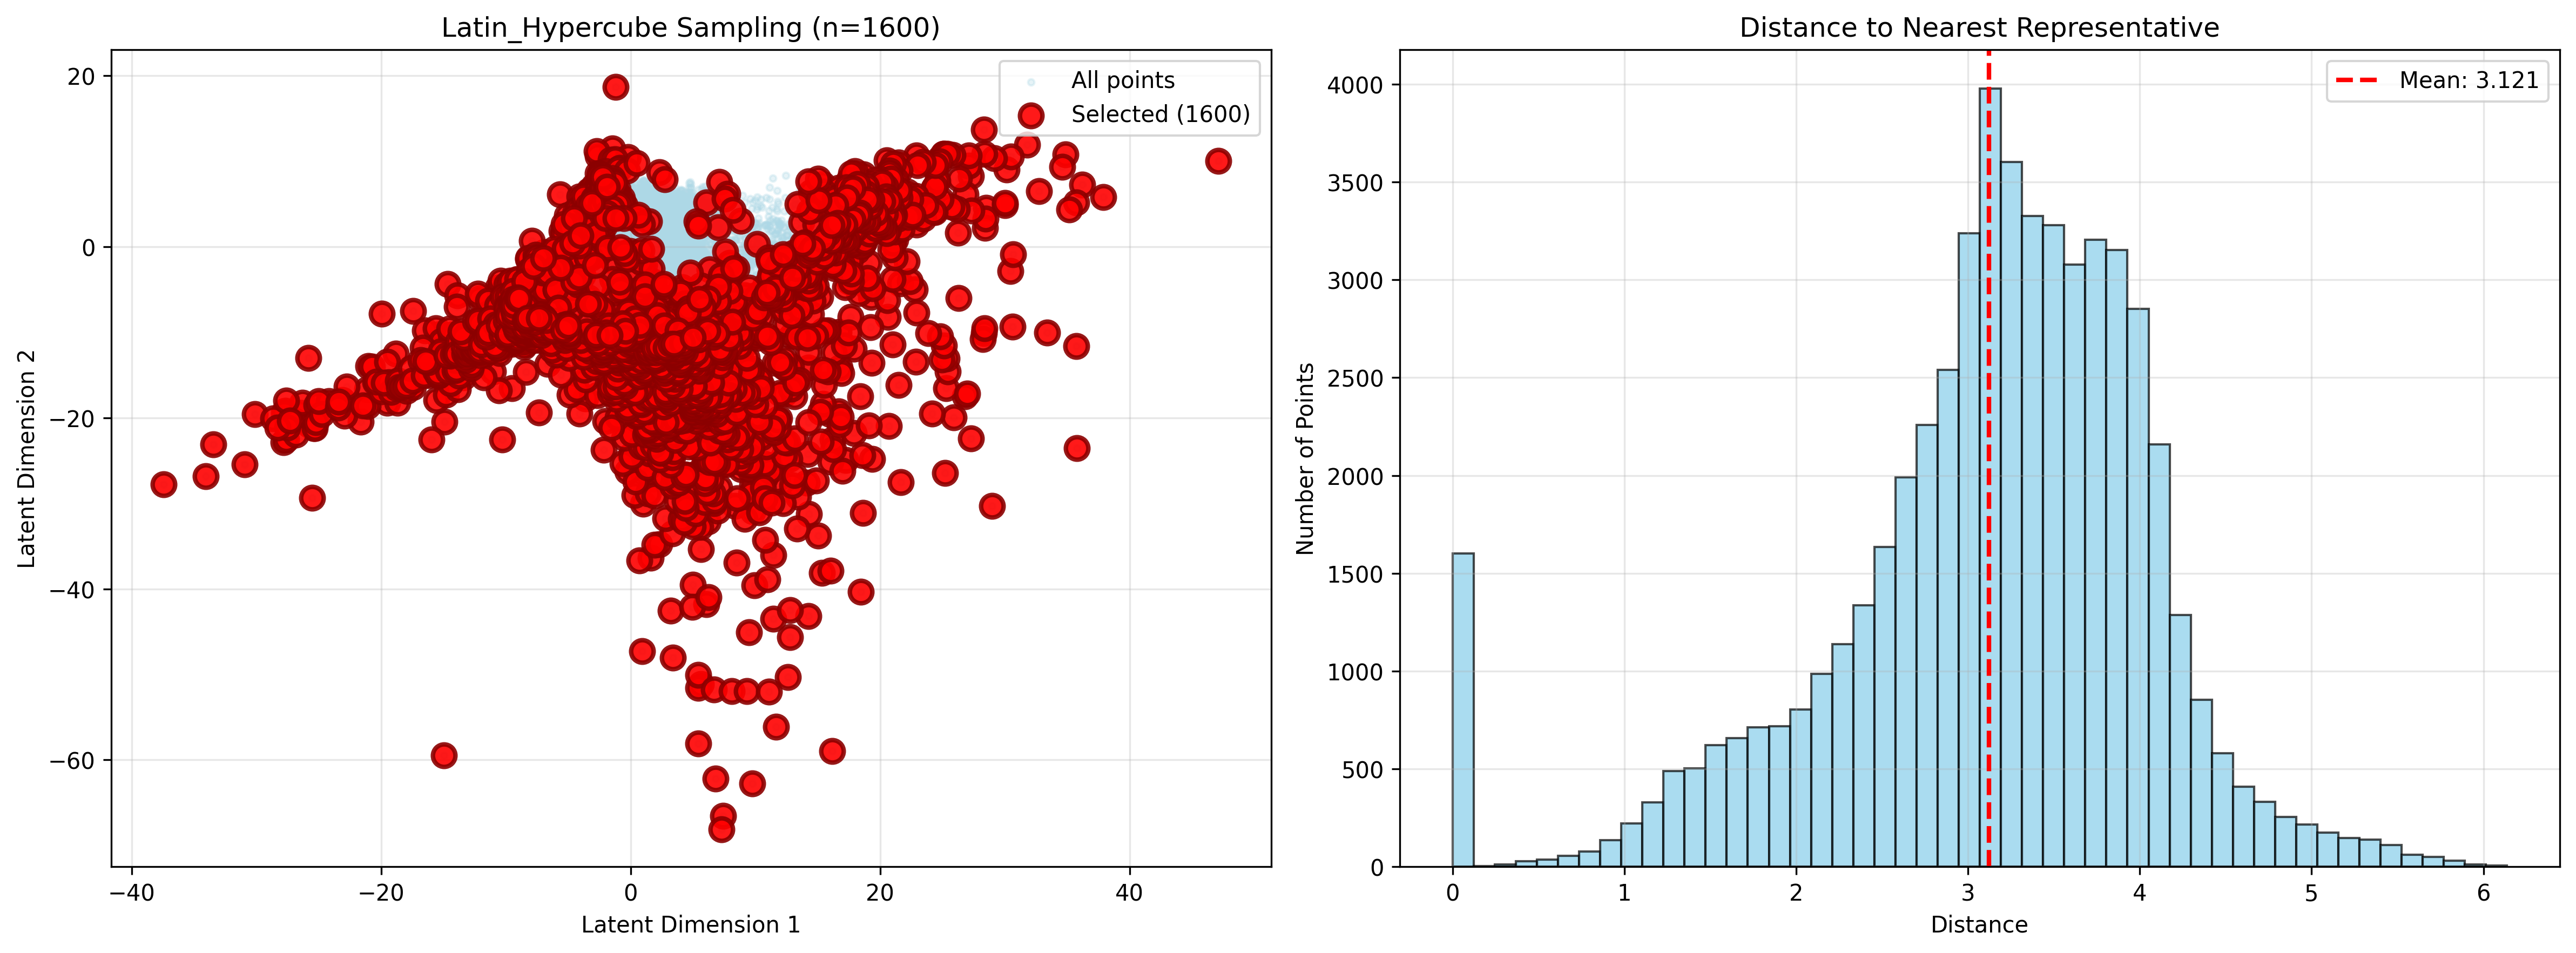 Latin_Hypercube Sampling (n=1600)
All points
Selected (1600)
20
0
−20
−40
−60
Latent Dimension 2
−40
−20
0
20
40
Latent Dimension 1
Distance to Nearest Representative
Mean: 3.121
4000
3500
3000
2500
2000
1500
1000
500
0
Number of Points
0
1
2
3
4
5
6
Distance